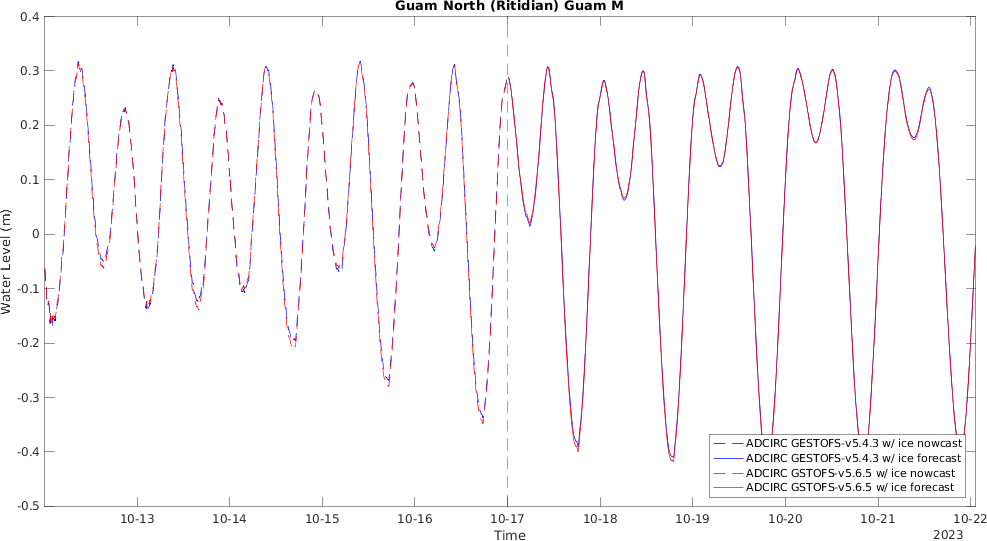 Guam North (Ritidian) Guam M
0.4
0.3
0.2
0.1
0
-0.1
-0.2
-0.3
-0.4
-0.5
Water Level (m)
ADCIRC GESTOFS-v5.4.3 w/ ice nowcast
ADCIRC GESTOFS-v5.4.3 w/ ice forecast
ADCIRC GSTOFS-v5.6.5 w/ ice nowcast
ADCIRC GSTOFS-v5.6.5 w/ ice forecast
10-13 10-14 10-15 10-16 10-17 10-18 10-19 10-20 10-21 10-22
Time
2023